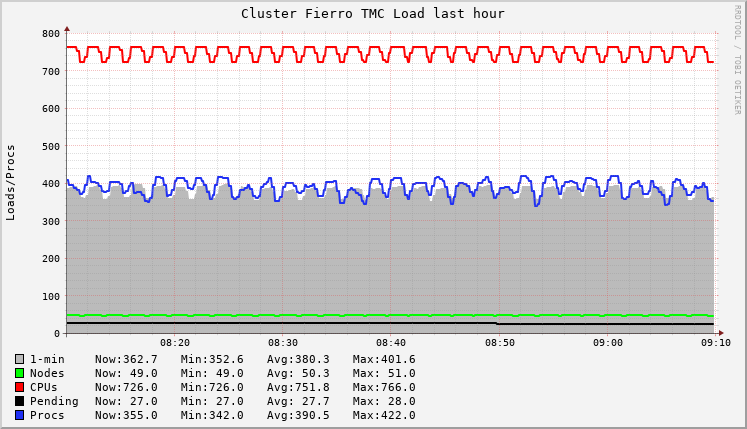 Cluster Fierro TMC Load last hour
RRDTOOL / TOBI OETIKER
Loads/Procs
800
700
600
500
400
300
200
100
0
08:20 08:30 08:40 08:50 09:00 09:10
1-min Now:362.7 Min:352.6 Avg:380.3 Max:401.6
Nodes Now: 49.0 Min: 49.0 Avg: 50.3 Max: 51.0
CPUs Now:726.0 Min:726.0 Avg:751.8 Max:766.0
Pending Now: 27.0 Min: 27.0 Avg: 27.7 Max: 28.0
Procs Now:355.0 Min:342.0 Avg:390.5 Max:422.0